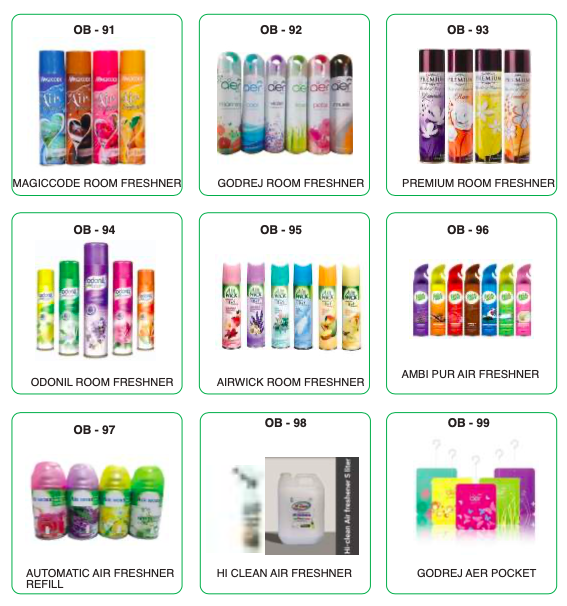 OB - 91
OB - 92
OB - 93
MAGICCODE ROOM FRESHNER
GODREJ ROOM FRESHNER
PREMIUM ROOM FRESHNER
OB - 94
OB - 95
OB - 96
ODONIL ROOM FRESHNER
AIRWICK ROOM FRESHNER
AMBI PUR AIR FRESHNER
OB - 97
OB - 98
OB - 99
Hi-clean Air freshener 5 liter
AUTOMATIC AIR FRESHNER
REFILL
HI CLEAN AIR FRESHNER
GODREJ AER POCKET